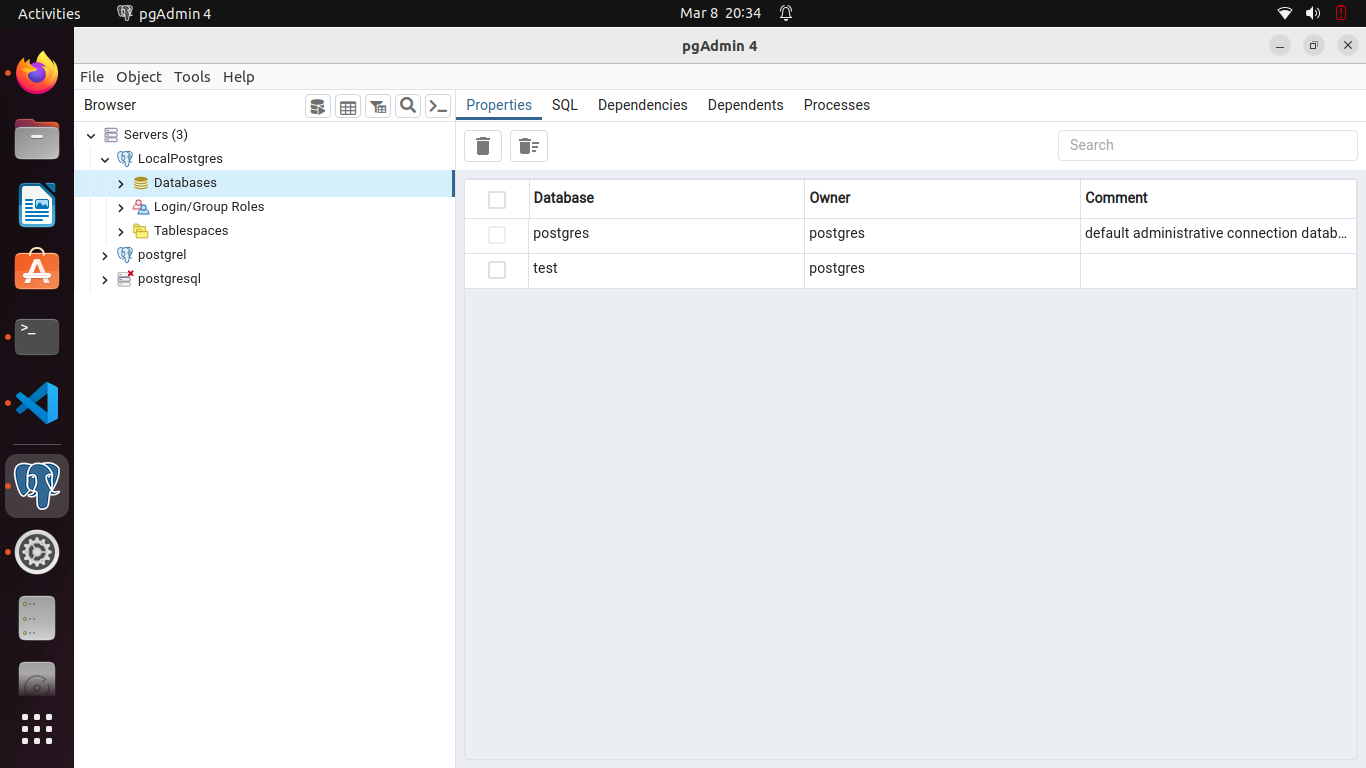 Activities pgAdmin 4 Mar 8 20:34
pgAdmin 4
File Object Tools Help
Browser Properties SQL Dependencies Dependents Processes
Servers (3)
LocalPostgres
Databases
Login/Group Roles
Tablespaces
postgrel
postgresql
Search
Database Owner Comment
postgres postgres default administrative connection datab…
test postgres